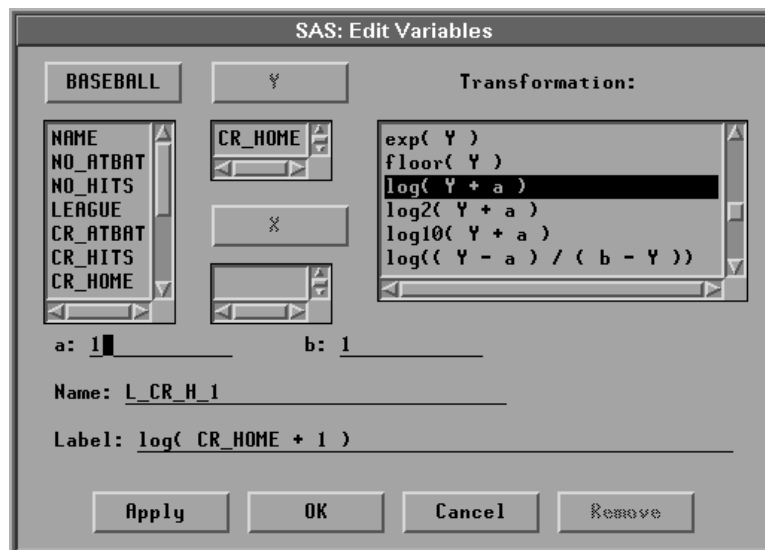 SAS: Edit Variables
BASEBALL
Y
Transformation:
NAME
NO_ATBAT
NO_HITS
LEAGUE
CR_ATBAT
CR_HITS
CR_HOME
CR_HOME
X
exp( Y )
floor( Y )
log( Y + a )
log2( Y + a )
log10( Y + a )
log(( Y - a ) / ( b - Y ))
a: 1
b: 1
Name: L_CR_H_1
Label: log( CR_HOME + 1 )
Apply
OK
Cancel
Remove